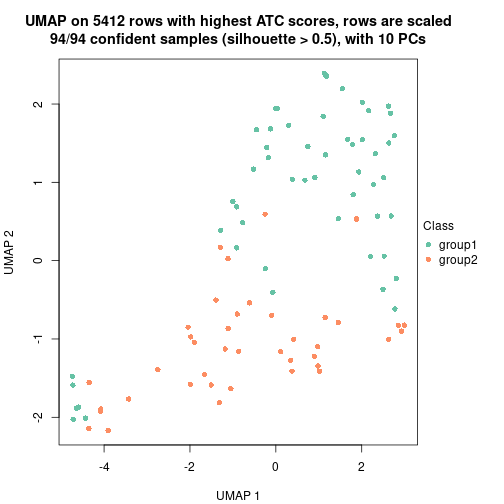 UMAP on 5412 rows with highest ATC scores, rows are scaled
94/94 confident samples (silhouette > 0.5), with 10 PCs
2
1
0
-1
-2
UMAP 2
Class
group1
group2
-4
-2
0
2
UMAP 1